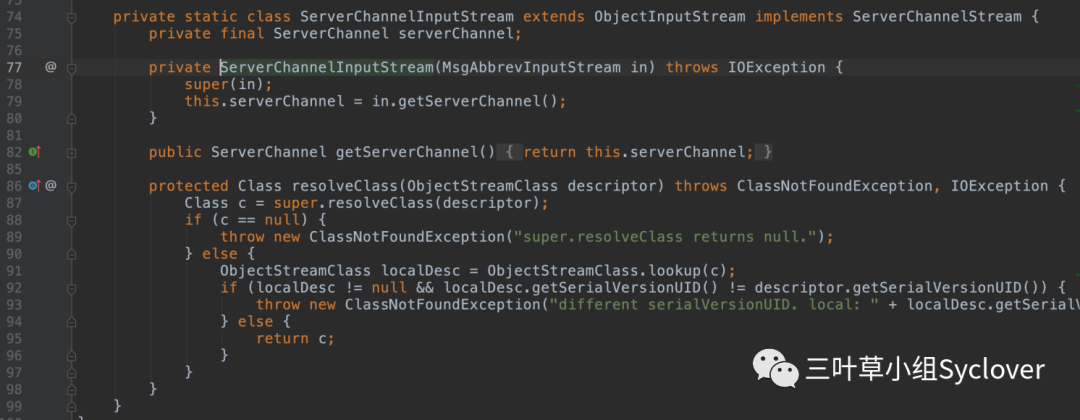 74 private static class ServerChannelInputStream extends ObjectInputStream implements ServerChannelStream {
75 private final ServerChannel serverChannel;
76
77 @ private ServerChannelInputStream(MsgAbbrevInputStream in) throws IOException {
78 super(in);
79 this.serverChannel = in.getServerChannel();
80 }
81
82 public ServerChannel getServerChannel() { return this.serverChannel; }
85
86 @ protected Class resolveClass(ObjectStreamClass descriptor) throws ClassNotFoundException, IOException {
87 Class c = super.resolveClass(descriptor);
88 if (c == null) {
89 throw new ClassNotFoundException("super.resolveClass returns null.");
90 } else {
91 ObjectStreamClass localDesc = ObjectStreamClass.lookup(c);
92 if (localDesc != null && localDesc.getSerialVersionUID() != descriptor.getSerialVersionUID()) {
93 throw new ClassNotFoundException("different serialVersionUID. local: " + localDesc.getSerialV
94 } else {
95 return c;
96 }
97 }
98 }
99 }
三叶草小组Syclover